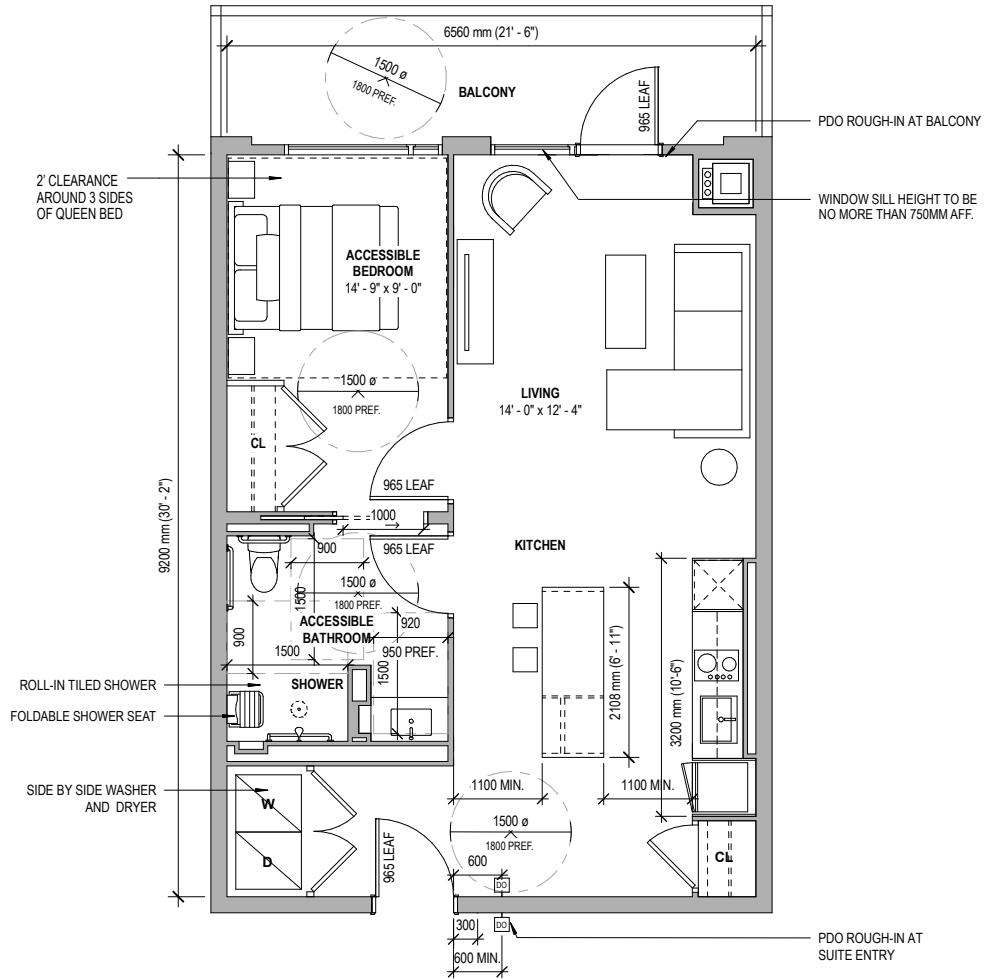 6560 mm (21' - 6")
1500 ø
1800 PREF.
BALCONY
965 LEAF
PDO ROUGH-IN AT BALCONY
2' CLEARANCE
AROUND 3 SIDES
OF QUEEN BED
WINDOW SILL HEIGHT TO BE
NO MORE THAN 750MM AFF.
ACCESSIBLE
BEDROOM
14' - 9" x 9' - 0"
1500 ø
1800 PREF.
LIVING
14' - 0" x 12' - 4"
CL
965 LEAF
1000
9200 mm (30' - 2")
900
965 LEAF
KITCHEN
1500 ø
1800 PREF.
1500
ACCESSIBLE
BATHROOM
920
900
1500
950 PREF.
1500
ROLL-IN TILED SHOWER
SHOWER
FOLDABLE SHOWER SEAT
2108 mm (6' - 11")
3200 mm (10'-6")
SIDE BY SIDE WASHER
AND DRYER
W
D
1100 MIN.
1100 MIN.
1500 ø
1800 PREF.
965 LEAF
600
CL
DO
DO
300
600 MIN.
PDO ROUGH-IN AT
SUITE ENTRY